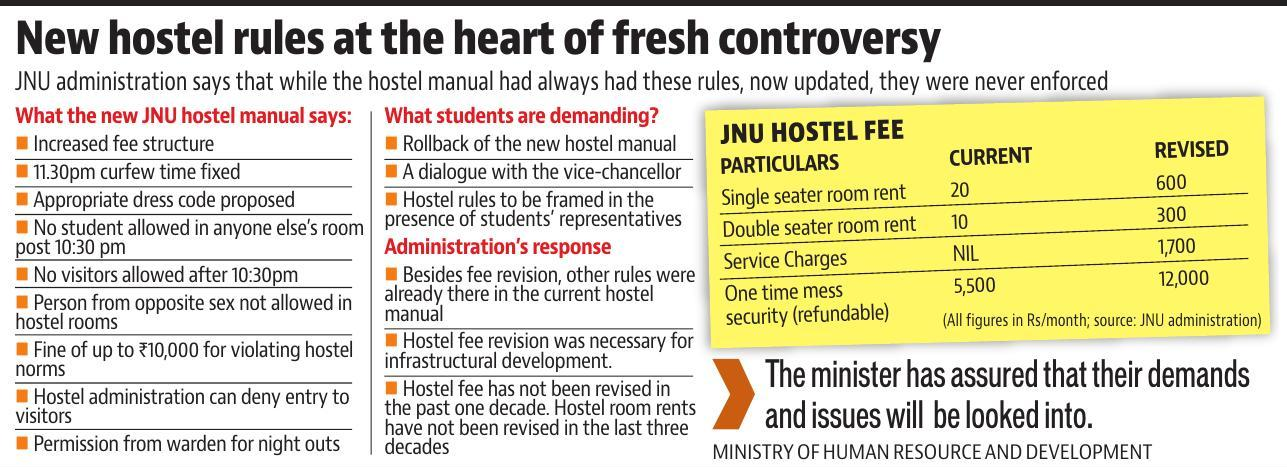 New hostel rules at the heart of fresh controversy
JNU administration says that while the hostel manual had always had these rules, now updated, they were never enforced
What the new JNU hostel manual says:
Increased fee structure
11.30pm curfew time fixed
Appropriate dress code proposed
No student allowed in anyone else's room
post 10:30 pm
No visitors allowed after 10:30pm
Person from opposite sex not allowed in
hostel rooms
Fine of up to ₹10,000 for violating hostel
norms
Hostel administration can deny entry to
visitors
Permission from warden for night outs
What students are demanding?
Rollback of the new hostel manual
A dialogue with the vice-chancellor
Hostel rules to be framed in the
presence of students' representatives
Administration's response
Besides fee revision, other rules were
already there in the current hostel
manual
Hostel fee revision was necessary for
infrastructural development.
Hostel fee has not been revised in
the past one decade. Hostel room rents
have not been revised in the last three
decades
JNU HOSTEL FEE
PARTICULARS CURRENT REVISED
Single seater room rent 20 600
Double seater room rent 10 300
Service Charges NIL 1,700
One time mess 5,500 12,000
security (refundable)
(All figures in Rs/month; source: JNU administration)
The minister has assured that their demands
and issues will be looked into.
MINISTRY OF HUMAN RESOURCE AND DEVELOPMENT